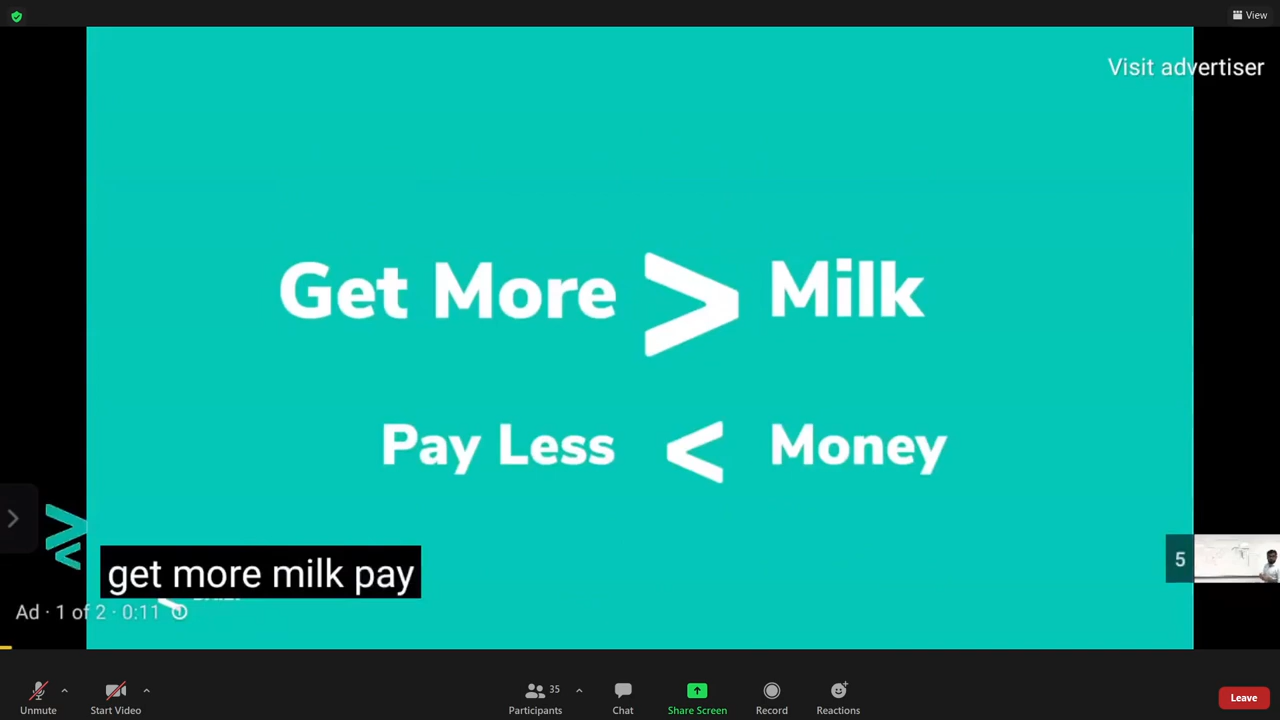 View
Visit advertiser
Get More > Milk
Pay Less < Money
get more milk pay
Ad · 1 of 2 · 0:11
5
Unmute
Start Video
35
Participants
Chat
Share Screen
Record
Reactions
Leave